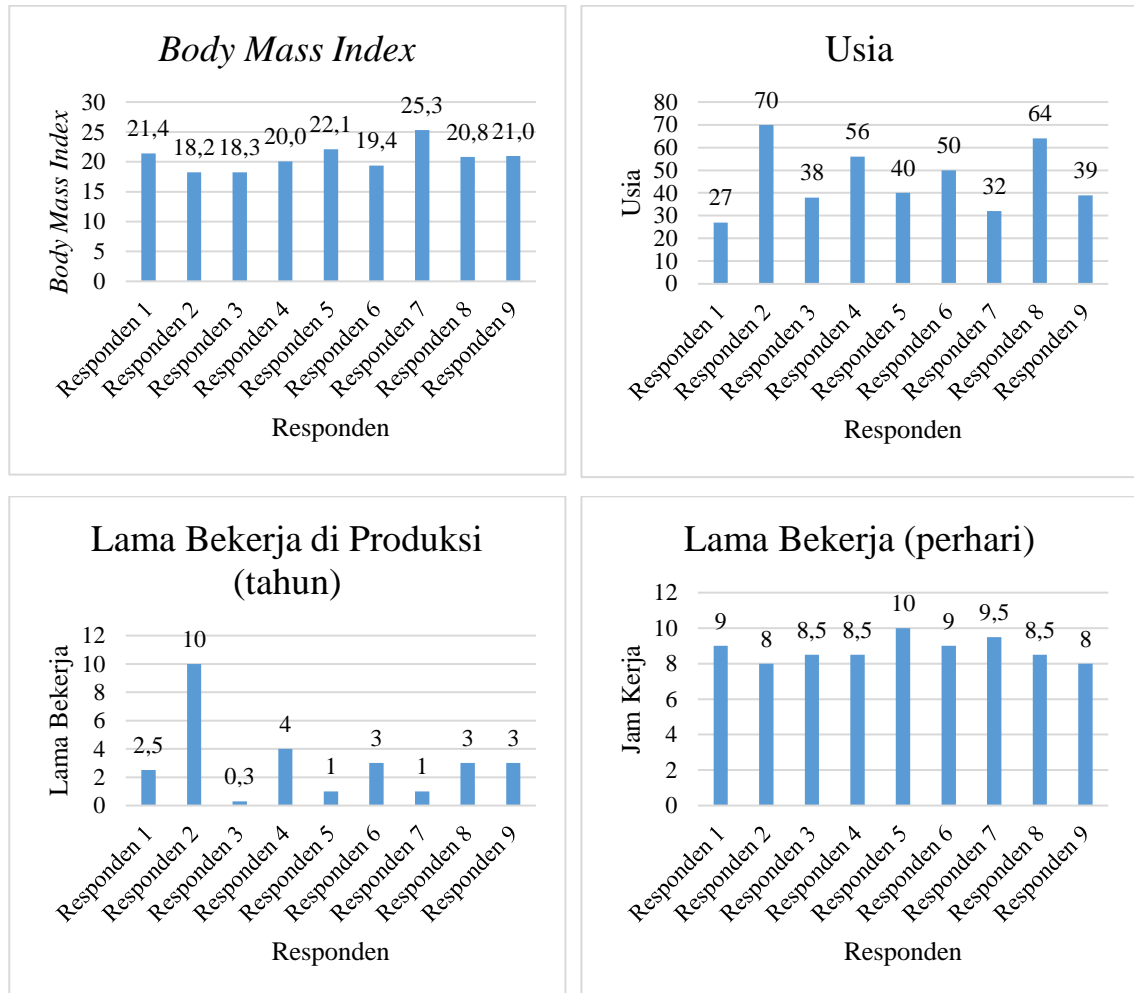 Body Mass Index
Body Mass Index
30
25
20
15
10
5
0
21,4
18,2
18,3
20,0
22,1
19,4
25,3
20,8
21,0
Responden 1
Responden 2
Responden 3
Responden 4
Responden 5
Responden 6
Responden 7
Responden 8
Responden 9
Responden
Usia
Usia
80
70
60
50
40
30
20
10
0
27
70
38
56
40
50
32
64
39
Responden 1
Responden 2
Responden 3
Responden 4
Responden 5
Responden 6
Responden 7
Responden 8
Responden 9
Responden
Lama Bekerja di Produksi
(tahun)
Lama Bekerja
12
10
8
6
4
2
0
2,5
10
0,3
4
1
3
1
3
3
Responden 1
Responden 2
Responden 3
Responden 4
Responden 5
Responden 6
Responden 7
Responden 8
Responden 9
Responden
Lama Bekerja (perhari)
Jam Kerja
12
10
8
6
4
2
0
9
8
8,5
8,5
10
9
9,5
8,5
8
Responden 1
Responden 2
Responden 3
Responden 4
Responden 5
Responden 6
Responden 7
Responden 8
Responden 9
Responden